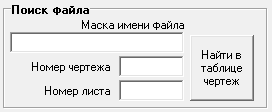 Поиск файла
Маска имени файла
Номер чертежа
Номер листа
Найти в
таблице
чертеж